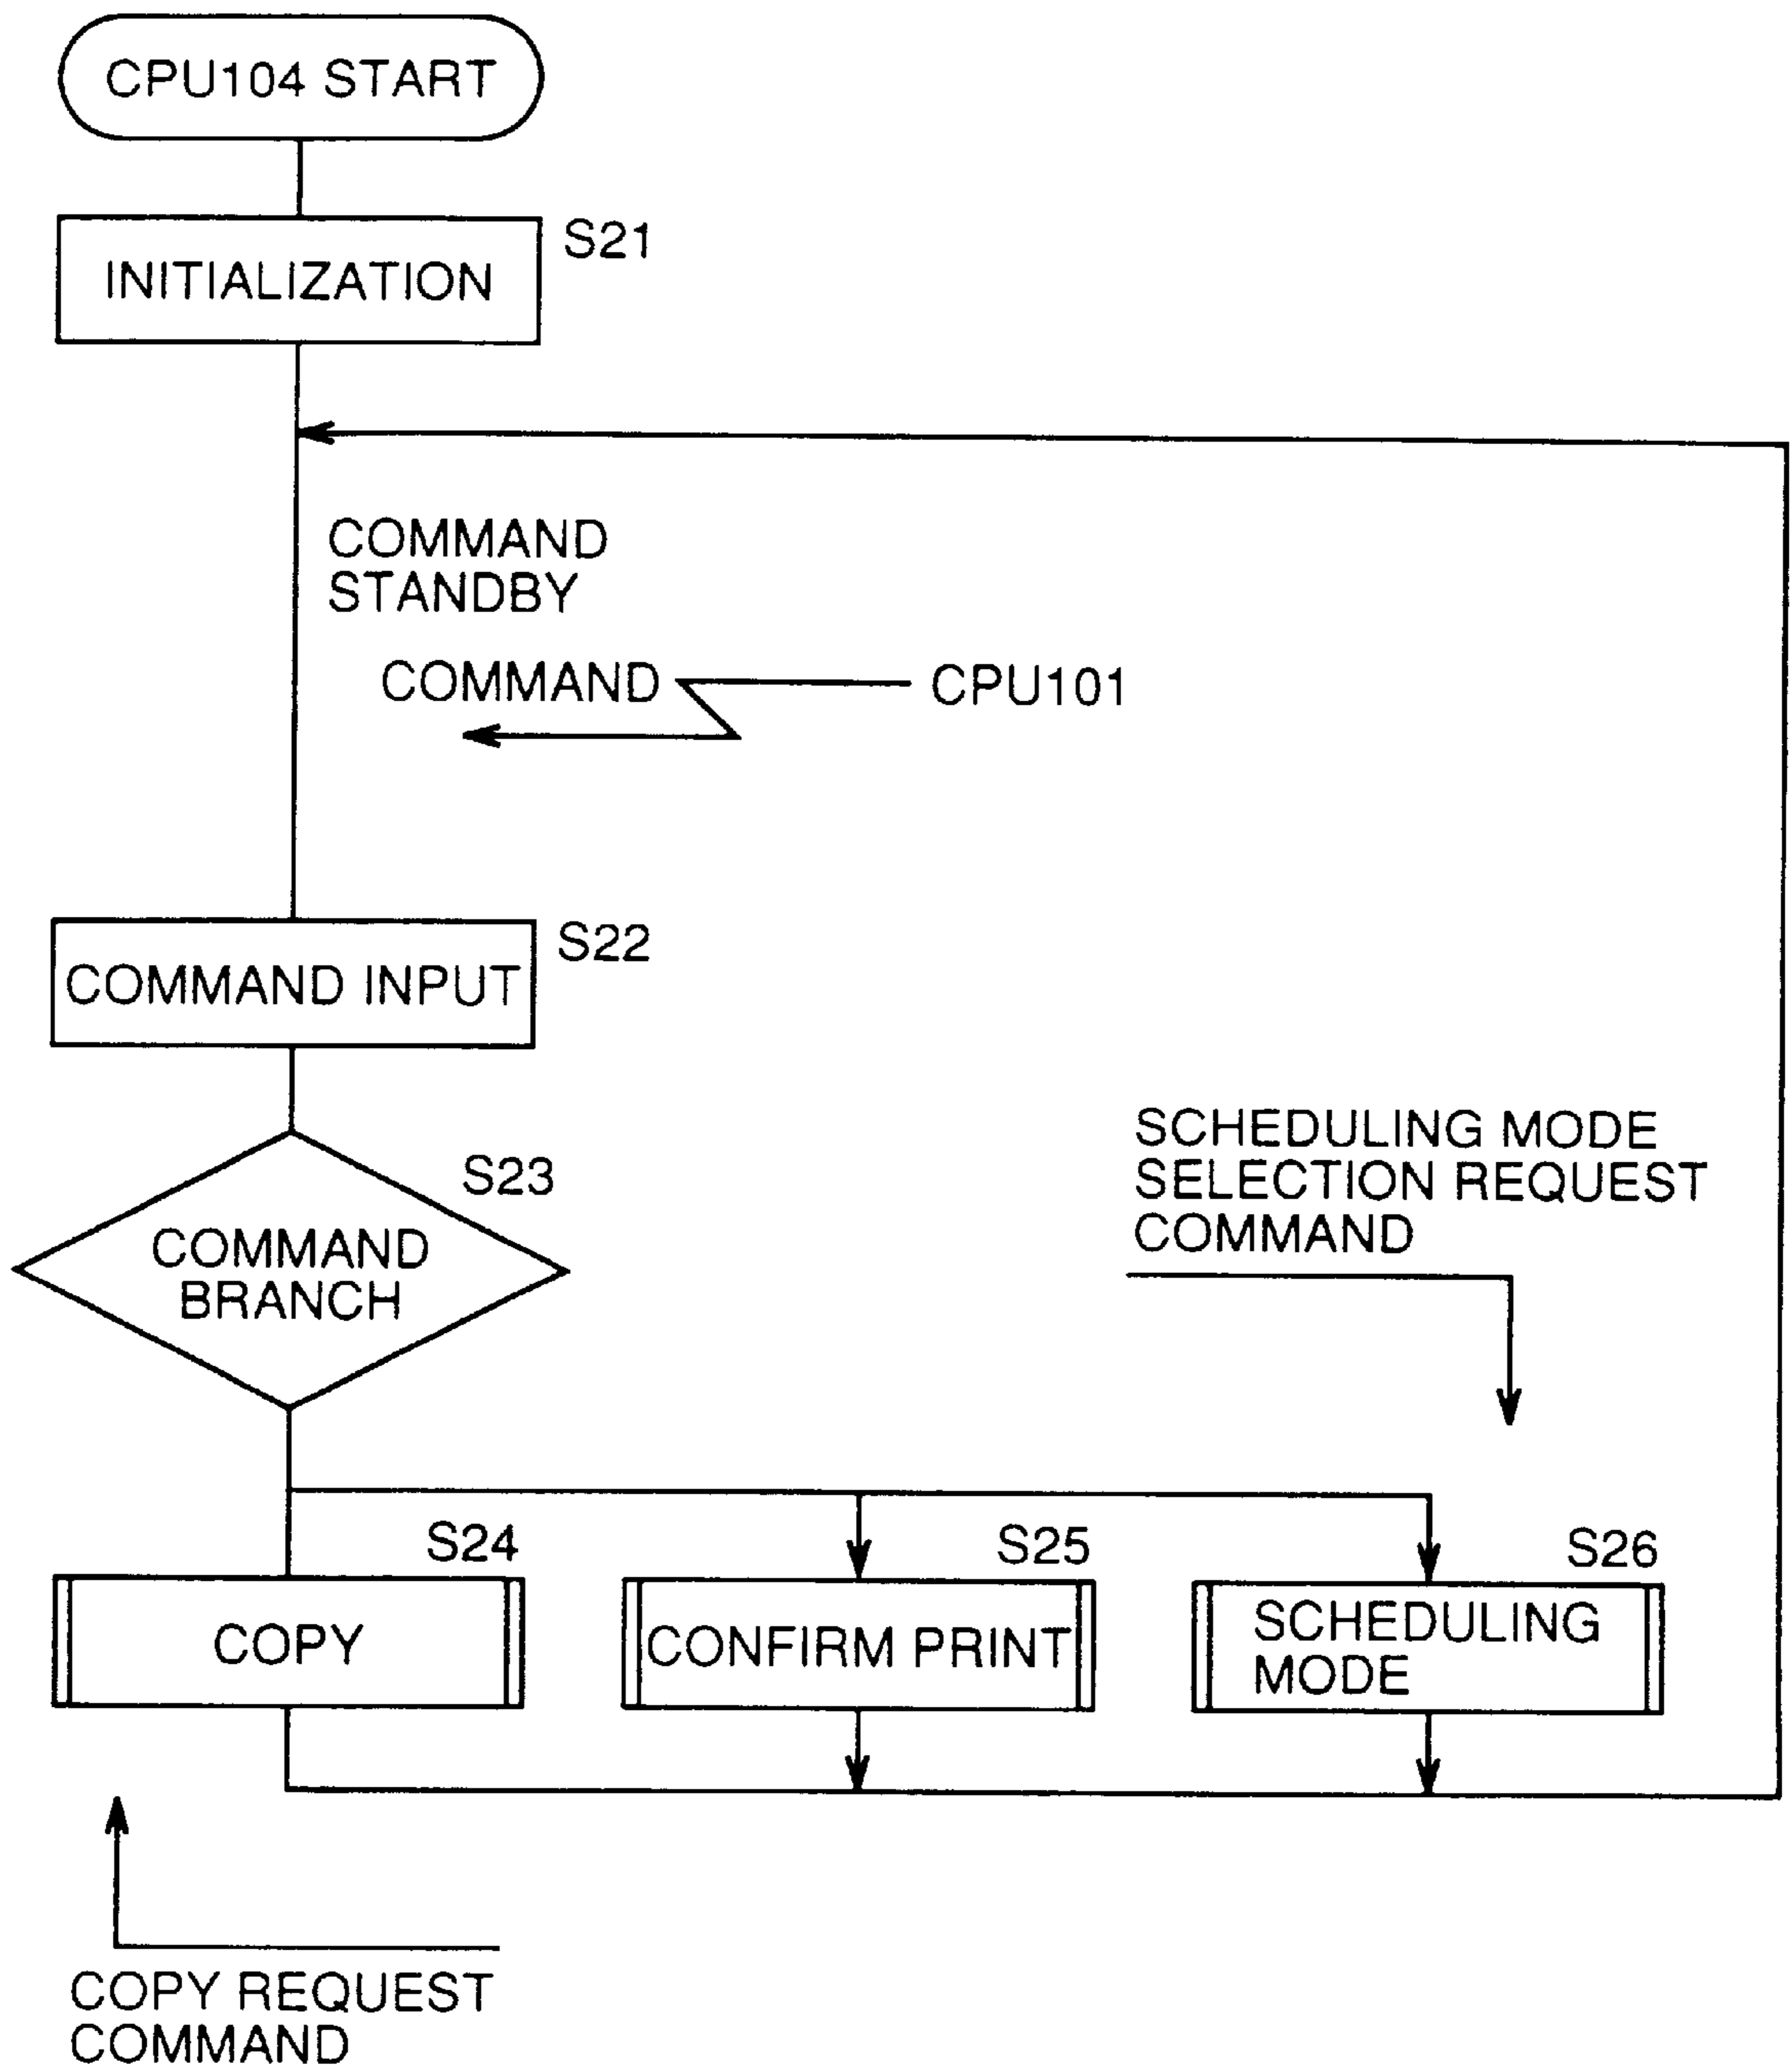 CPU104 START
S21
INITIALIZATION
COMMAND
STANDBY
COMMAND
CPU101
S22
COMMAND INPUT
S23
COMMAND
BRANCH
SCHEDULING MODE
SELECTION REQUEST
COMMAND
S24
S25
S26
COPY
CONFIRM PRINT
SCHEDULING
MODE
COPY REQUEST
COMMAND